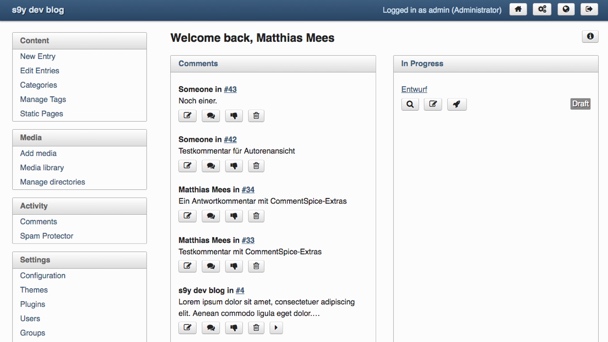 s9y dev blog
Logged in as admin (Administrator)
Content
New Entry
Edit Entries
Categories
Manage Tags
Static Pages
Media
Add media
Media library
Manage directories
Activity
Comments
Spam Protector
Settings
Configuration
Themes
Plugins
Users
Groups
Welcome back, Matthias Mees
Comments
Someone in #43
Noch einer.
Someone in #42
Testkommentar für Autorenansicht
Matthias Mees in #34
Ein Antwortkommentar mit CommentSpice-Extras
Matthias Mees in #33
Testkommentar mit CommentSpice-Extras
s9y dev blog in #4
Lorem ipsum dolor sit amet, consectetuer adipiscing
elit. Aenean commodo ligula eget dolor....
In Progress
Entwurf
Draft